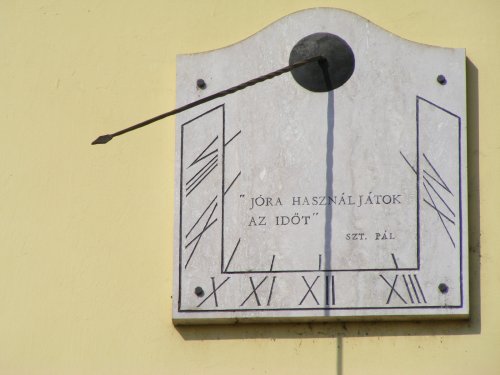 "JÓRA HASZNÁLJÁTOK
AZ IDŐT"
SZT. PÁL
X XI XII XIII